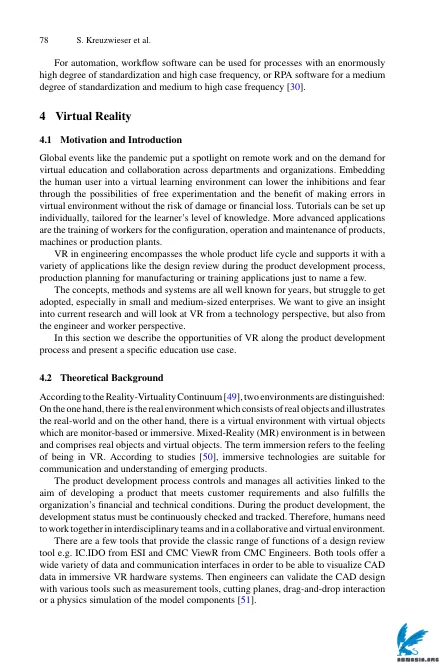 78 S. Kreuzwieser et al.
For automation, workflow software can be used for processes with an enormously
high degree of standardization and high case frequency, or RPA software for a medium
degree of standardization and medium to high case frequency [30].
4 Virtual Reality
4.1 Motivation and Introduction
Global events like the pandemic put a spotlight on remote work and on the demand for
virtual education and collaboration across departments and organizations. Embedding
the human user into a virtual learning environment can lower the inhibitions and fear
through the possibilities of free experimentation and the benefit of making errors in
virtual environment without the risk of damage or financial loss. Tutorials can be set up
individually, tailored for the learner's level of knowledge. More advanced applications
are the training of workers for the configuration, operation and maintenance of products,
machines or production plants.
VR in engineering encompasses the whole product life cycle and supports it with a
variety of applications like the design review during the product development process,
production planning for manufacturing or training applications just to name a few.
The concepts, methods and systems are all well known for years, but struggle to get
adopted, especially in small and medium-sized enterprises. We want to give an insight
into current research and will look at VR from a technology perspective, but also from
the engineer and worker perspective.
In this section we describe the opportunities of VR along the product development
process and present a specific education use case.
4.2 Theoretical Background
According to the Reality-Virtuality Continuum [49], two environments are distinguished:
On the one hand, there is the real environment which consists of real objects and illustrates
the real-world and on the other hand, there is a virtual environment with virtual objects
which are monitor-based or immersive. Mixed-Reality (MR) environment is in between
and comprises real objects and virtual objects. The term immersion refers to the feeling
of being in VR. According to studies [50], immersive technologies are suitable for
communication and understanding of emerging products.
The product development process controls and manages all activities linked to the
aim of developing a product that meets customer requirements and also fulfills the
organization's financial and technical conditions. During the product development, the
development status must be continuously checked and tracked. Therefore, humans need
to work together in interdisciplinary teams and in a collaborative and virtual environment.
There are a few tools that provide the classic range of functions of a design review
tool e.g. IC.IDO from ESI and CMC ViewR from CMC Engineers. Both tools offer a
wide variety of data and communication interfaces in order to be able to visualize CAD
data in immersive VR hardware systems. Then engineers can validate the CAD design
with various tools such as measurement tools, cutting planes, drag-and-drop interaction
or a physics simulation of the model components [51].